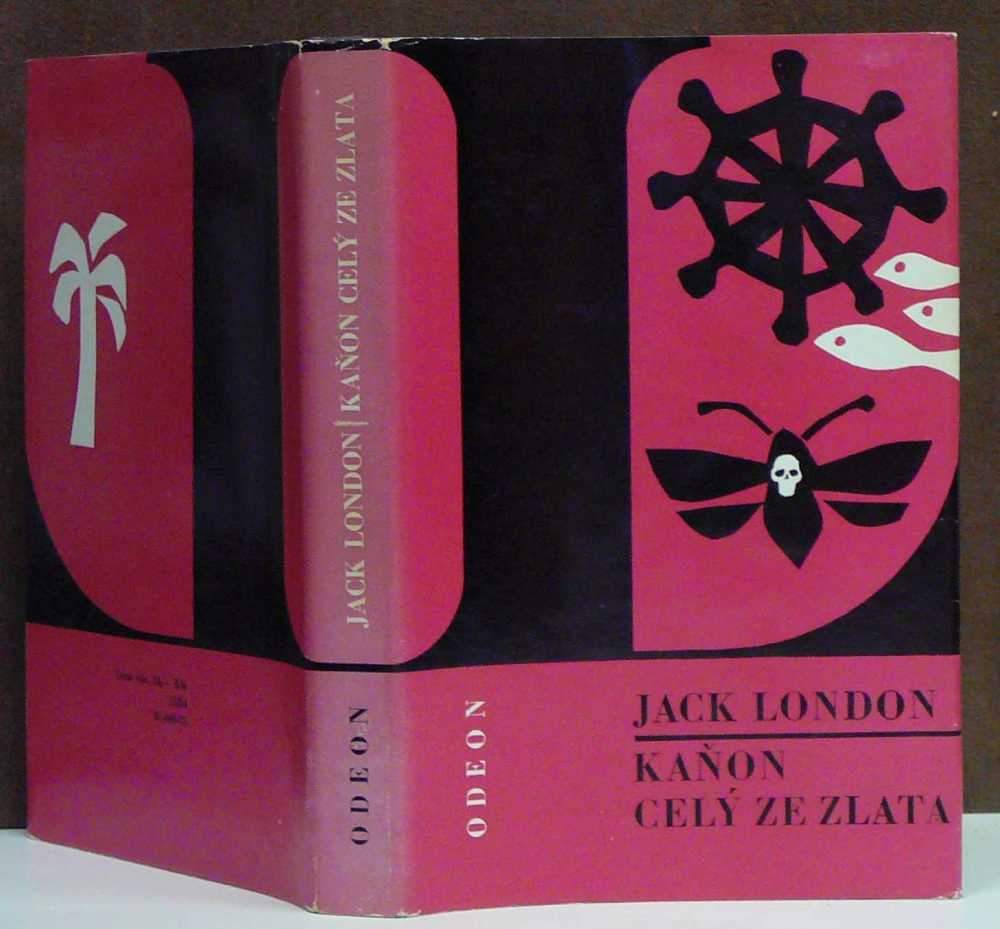 JACK LONDON | KAŇON CELÝ ZE ZLATA
ODEON
ODEON
JACK LONDON
KAŇON
CELÝ ZE ZLATA